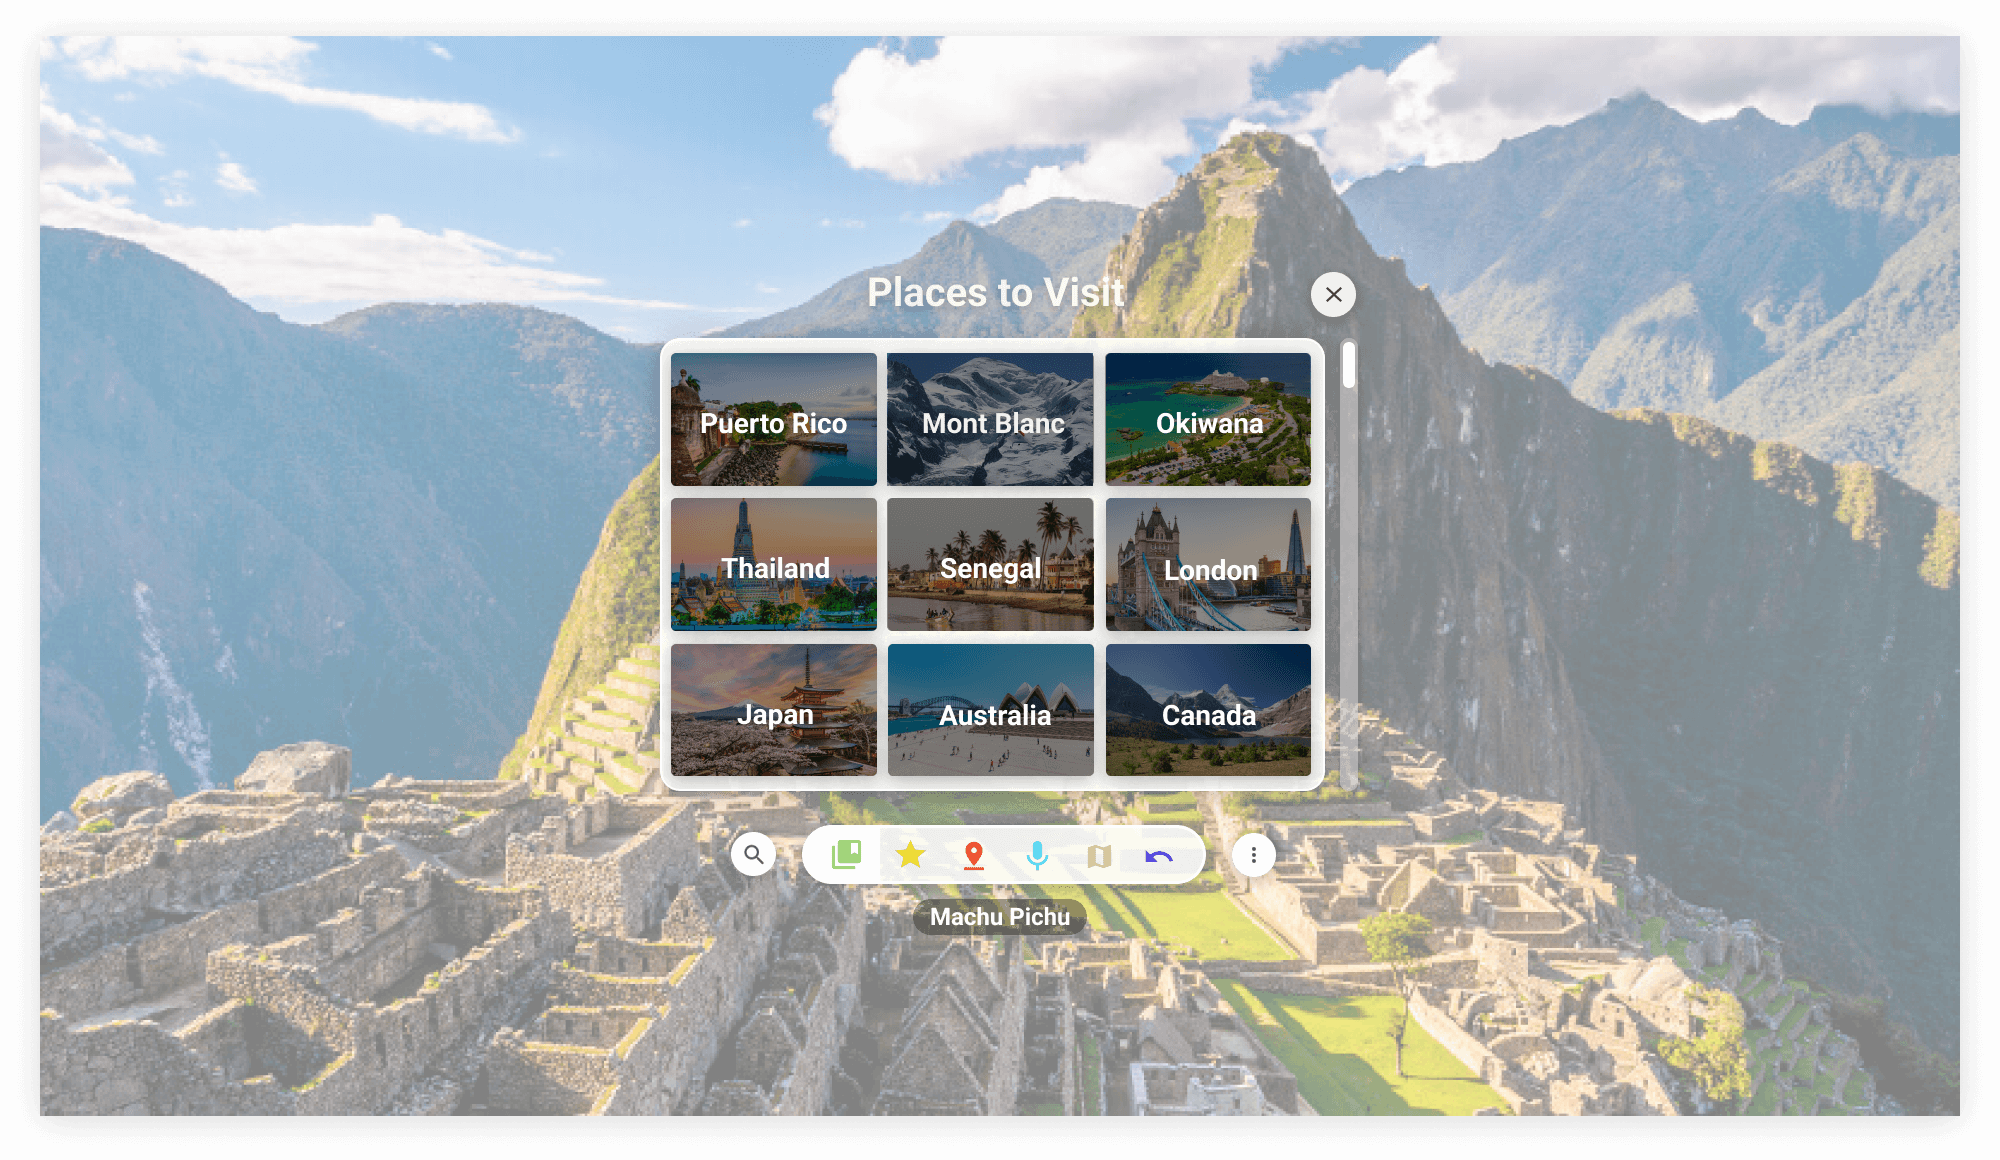 Places to Visit
Puerto Rico
Mont Blanc
Okiwana
Thailand
Senegal
London
Japan
Australia
Canada
Machu Pichu